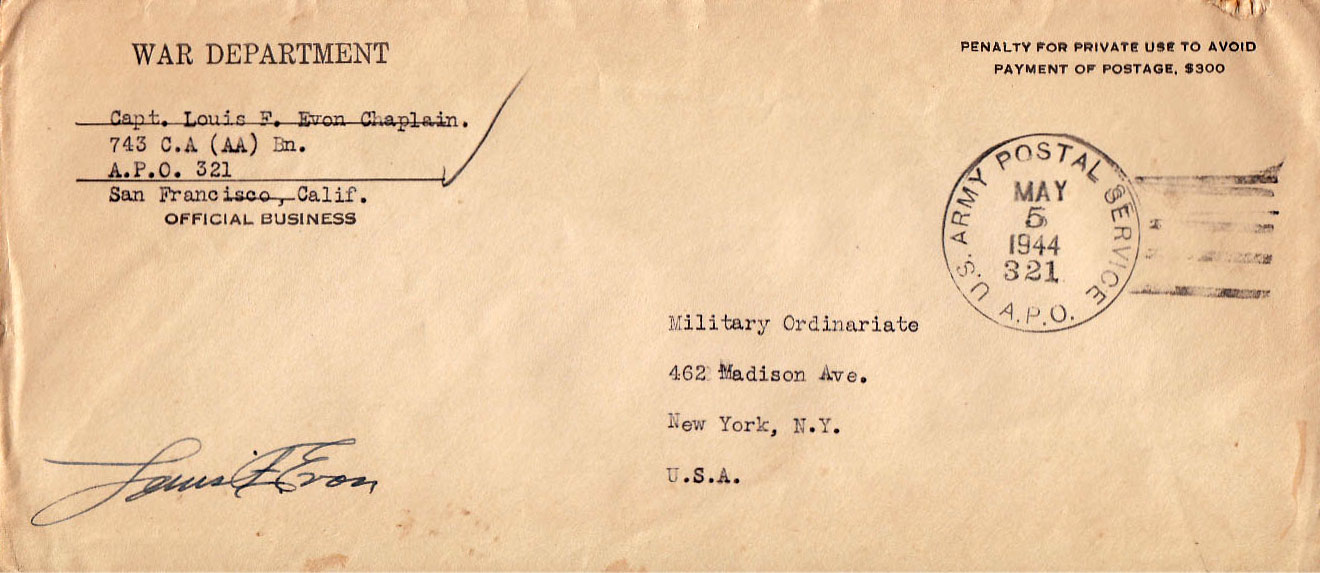 WAR DEPARTMENT
PENALTY FOR PRIVATE USE TO AVOID
PAYMENT OF POSTAGE, $300
Capt. Louis F. Evon Chaplain.
743 C.A (AA) Bn.
A.P.O. 321
San Francisco, Calif.
OFFICIAL BUSINESS
U.S. ARMY POSTAL SERVICE
MAY
5
1944
321
A.P.O.
Military Ordinariate
462 Madison Ave.
New York, N.Y.
U.S.A.
Louis F Evon